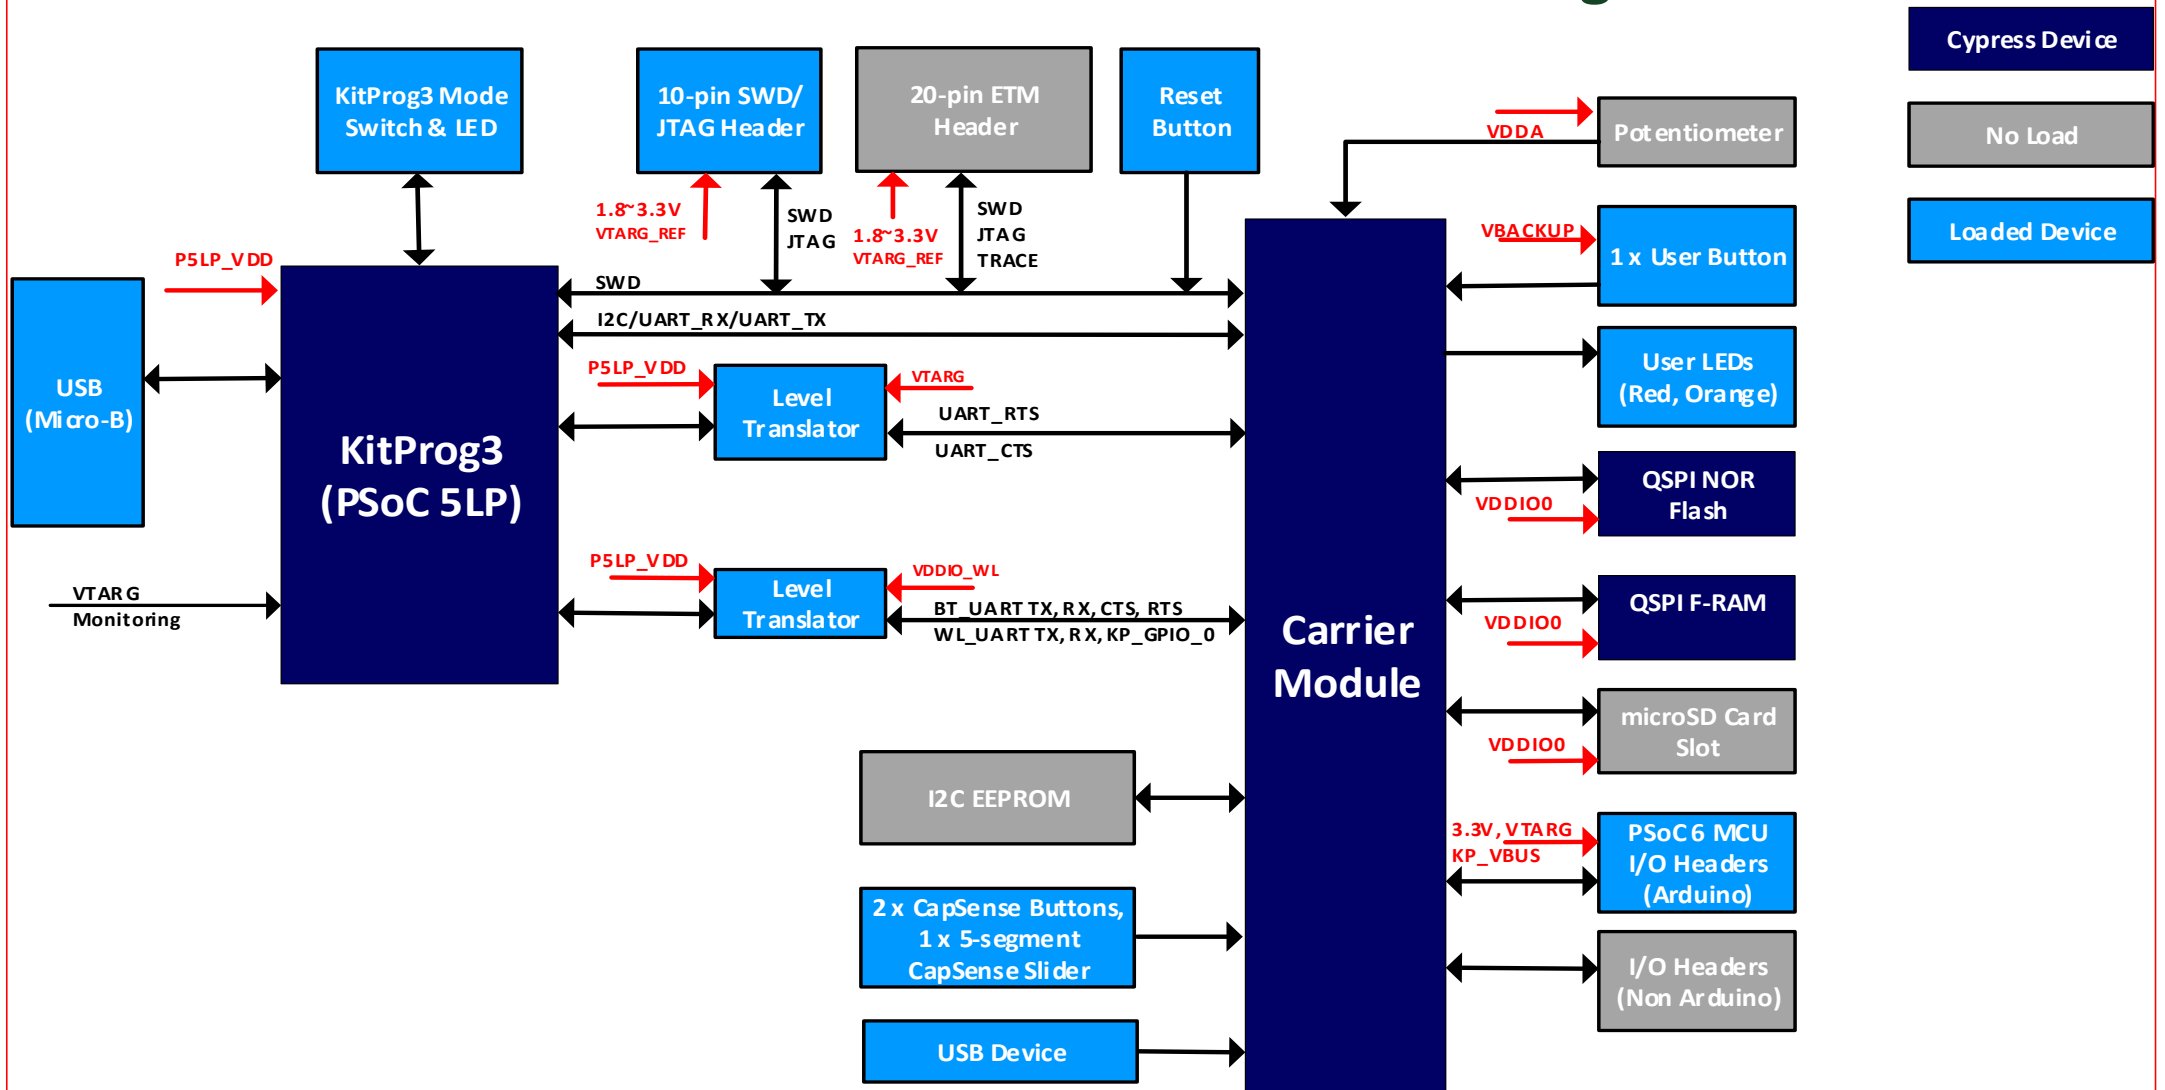 Cypress Device
No Load
Loaded Device
KitProg3 Mode
Switch & LED
10-pin SWD/
JTAG Header
20-pin ETM
Header
Reset
Button
VDDA
Potentiometer
1.8~3.3V
VTARG_REF
SWD
JTAG
1.8~3.3V
VTARG_REF
SWD
JTAG
TRACE
VBACKUP
1 x User Button
P5LP_VDD
SWD
I2C/UART_RX/UART_TX
USB
(Micro-B)
KitProg3
(PSoC 5LP)
P5LP_VDD
Level
Translator
VTARG
UART_RTS
UART_CTS
User LEDs
(Red, Orange)
QSPI NOR
Flash
VDDIO0
VTARG
Monitoring
P5LP_VDD
Level
Translator
VDDIO_WL
BT_UART TX, RX, CTS, RTS
WL_UART TX, RX, KP_GPIO_0
Carrier
Module
QSPI F-RAM
VDDIO0
microSD Card
Slot
VDDIO0
I2C EEPROM
3.3V, VTARG
KP_VBUS
PSoC 6 MCU
I/O Headers
(Arduino)
2 x CapSense Buttons,
1 x 5-segment
CapSense Slider
I/O Headers
(Non Arduino)
USB Device